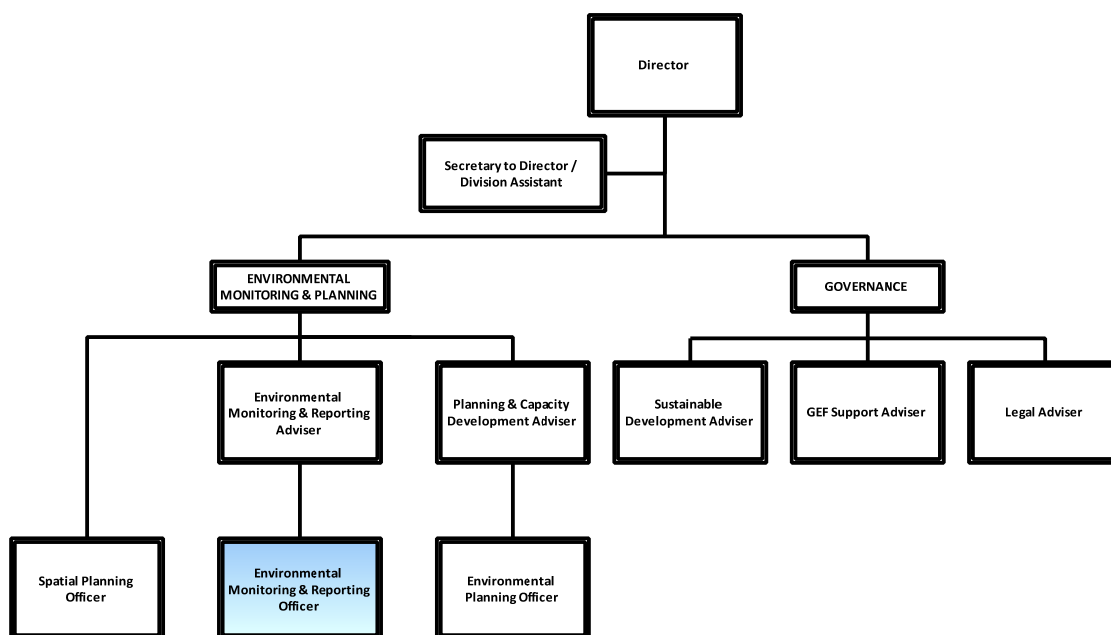 Director
Secretary to Director /
Division Assistant
ENVIRONMENTAL
MONITORING & PLANNING
GOVERNANCE
Environmental
Monitoring & Reporting
Adviser
Planning & Capacity
Development Adviser
Sustainable
Development Adviser
GEF Support Adviser
Legal Adviser
Spatial Planning
Officer
Environmental
Monitoring & Reporting
Officer
Environmental
Planning Officer